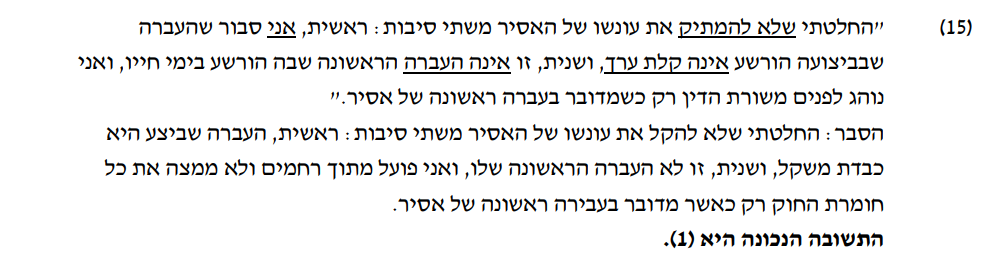 (15) "החלטתי שלא להמתיק את עונשו של האסיר משתי סיבות: ראשית, אני סבור שהעברה
שבביצועה הורשע אינה קלת ערך, ושנית, זו אינה העברה הראשונה שבה הורשע בימי חייו, ואני
נוהג לפנים משורת הדין רק כשמדובר בעברה ראשונה של אסיר."
הסבר: החלטתי שלא להקל את עונשו של האסיר משתי סיבות: ראשית, העברה שביצע היא
כבדת משקל, ושנית, זו לא העברה הראשונה שלו, ואני פועל מתוך רחמים ולא ממצה את כל
חומרת החוק רק כאשר מדובר בעבירה ראשונה של אסיר.
התשובה הנכונה היא (1).